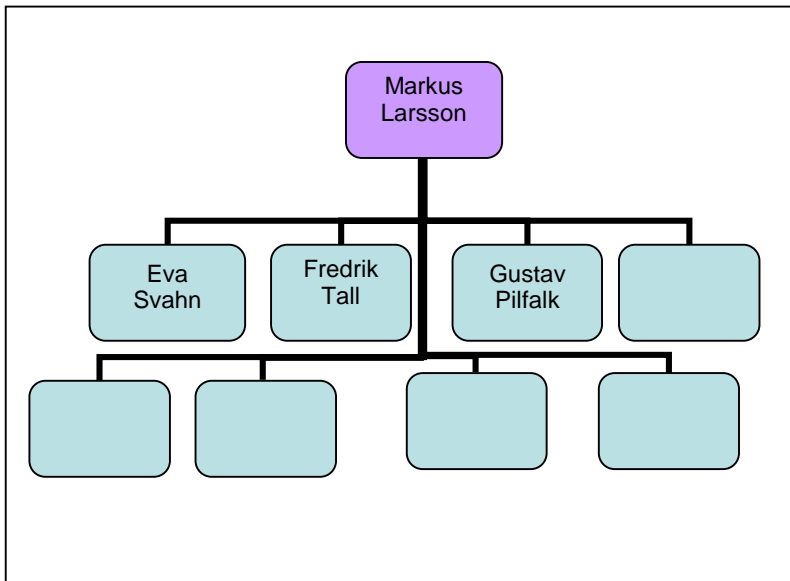 Markus
Larsson
Eva
Svahn
Fredrik
Tall
Gustav
Pilfalk